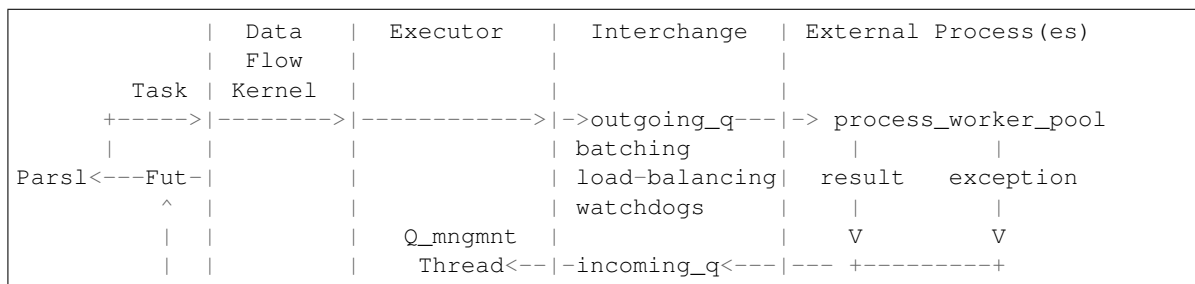 |  Data   |  Executor   |  Interchange  | External Process(es)
                 |  Flow   |             |               |
            Task | Kernel  |             |               |
          +----->|-------->|------------>|->outgoing_q---|-> process_worker_pool
          |      |         |             | batching      |    |         |
    Parsl<---Fut-|         |             | load-balancing|  result   exception
              ^  |         |             | watchdogs     |    |         |
              |  |         |   Q_mngmnt  |               |    V         V
              |  |         |    Thread<--|-incoming_q<---|--- +---------+